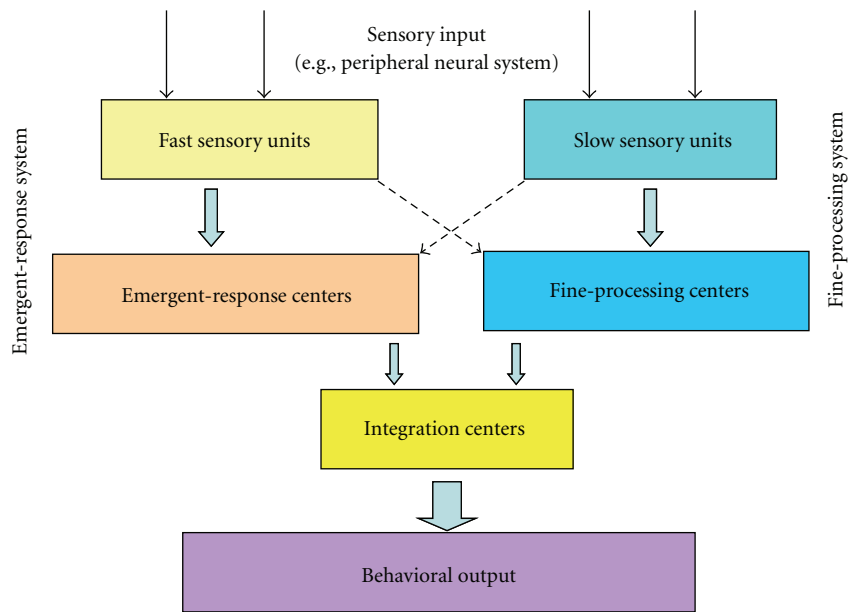 Sensory input
(e.g., peripheral neural system)
Fast sensory units
Slow sensory units
Emergent-response system
Fine-processing system
Emergent-response centers
Fine-processing centers
Integration centers
Behavioral output